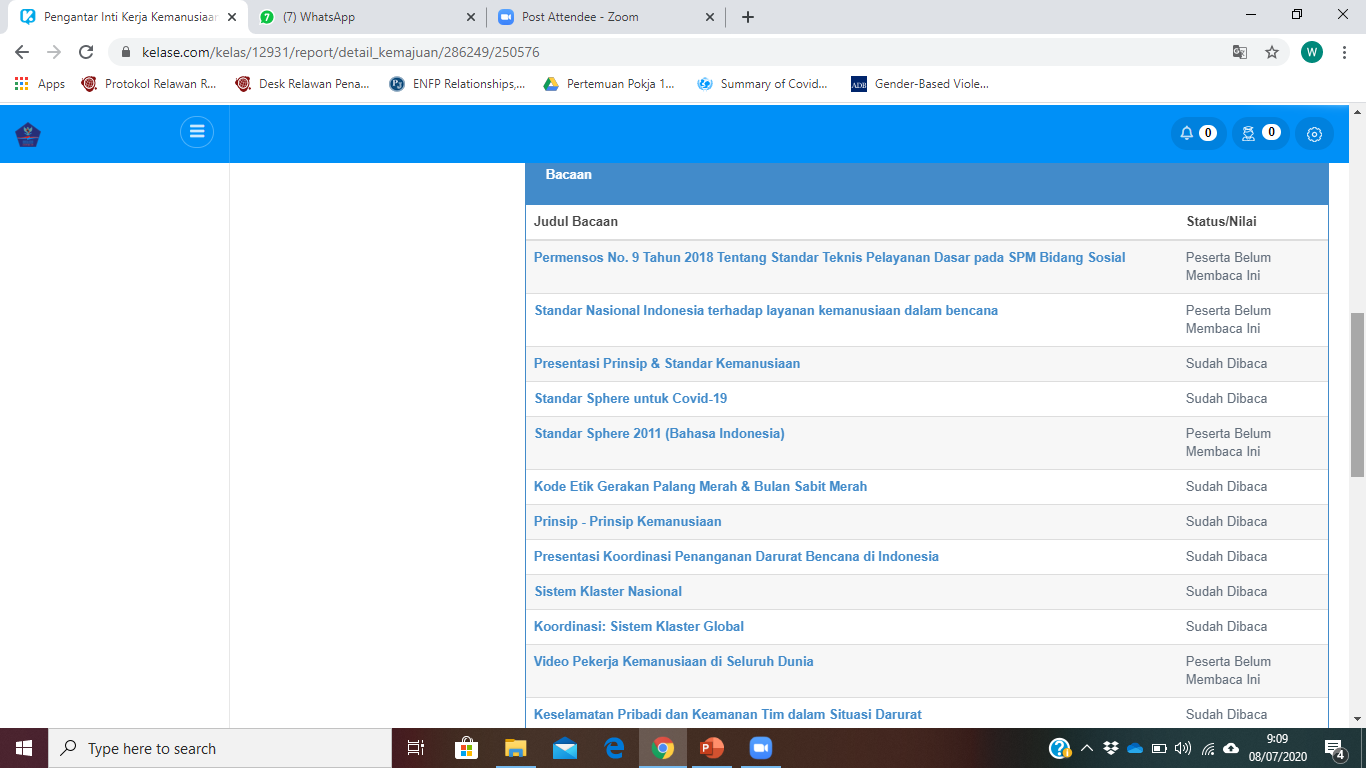 Pengantar Inti Kerja Kemanusiaan
(7) WhatsApp
Post Attendee - Zoom
kelase.com/kelas/12931/report/detail_kemajuan/286249/250576
W
Apps
Protokol Relawan R...
Desk Relawan Pena...
ENFP Relationships,...
Pertemuan Pokja 1...
Summary of Covid...
ADB
Gender-Based Viole...
0
0
Bacaan
Judul Bacaan Status/Nilai
Permensos No. 9 Tahun 2018 Tentang Standar Teknis Pelayanan Dasar pada SPM Bidang Sosial Peserta Belum
Membaca Ini
Standar Nasional Indonesia terhadap layanan kemanusiaan dalam bencana Peserta Belum
Membaca Ini
Presentasi Prinsip & Standar Kemanusiaan Sudah Dibaca
Standar Sphere untuk Covid-19 Sudah Dibaca
Standar Sphere 2011 (Bahasa Indonesia) Peserta Belum
Membaca Ini
Kode Etik Gerakan Palang Merah & Bulan Sabit Merah Sudah Dibaca
Prinsip - Prinsip Kemanusiaan Sudah Dibaca
Presentasi Koordinasi Penanganan Darurat Bencana di Indonesia Sudah Dibaca
Sistem Klaster Nasional Sudah Dibaca
Koordinasi: Sistem Klaster Global Sudah Dibaca
Video Pekerja Kemanusiaan di Seluruh Dunia Peserta Belum
Membaca Ini
Keselamatan Pribadi dan Keamanan Tim dalam Situasi Darurat Sudah Dibaca
Type here to search
9:09
08/07/2020
4